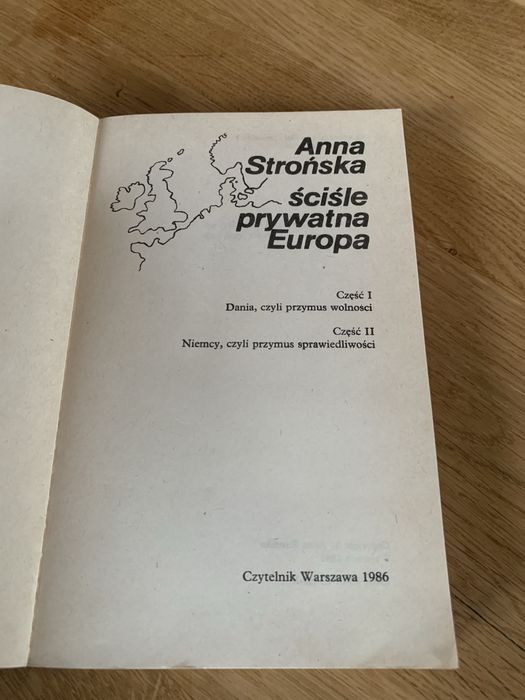 Anna
Strońska
ściśle
prywatna
Europa
Część I
Dania, czyli przymus wolności
Część II
Niemcy, czyli przymus sprawiedliwości
Czytelnik Warszawa 1986